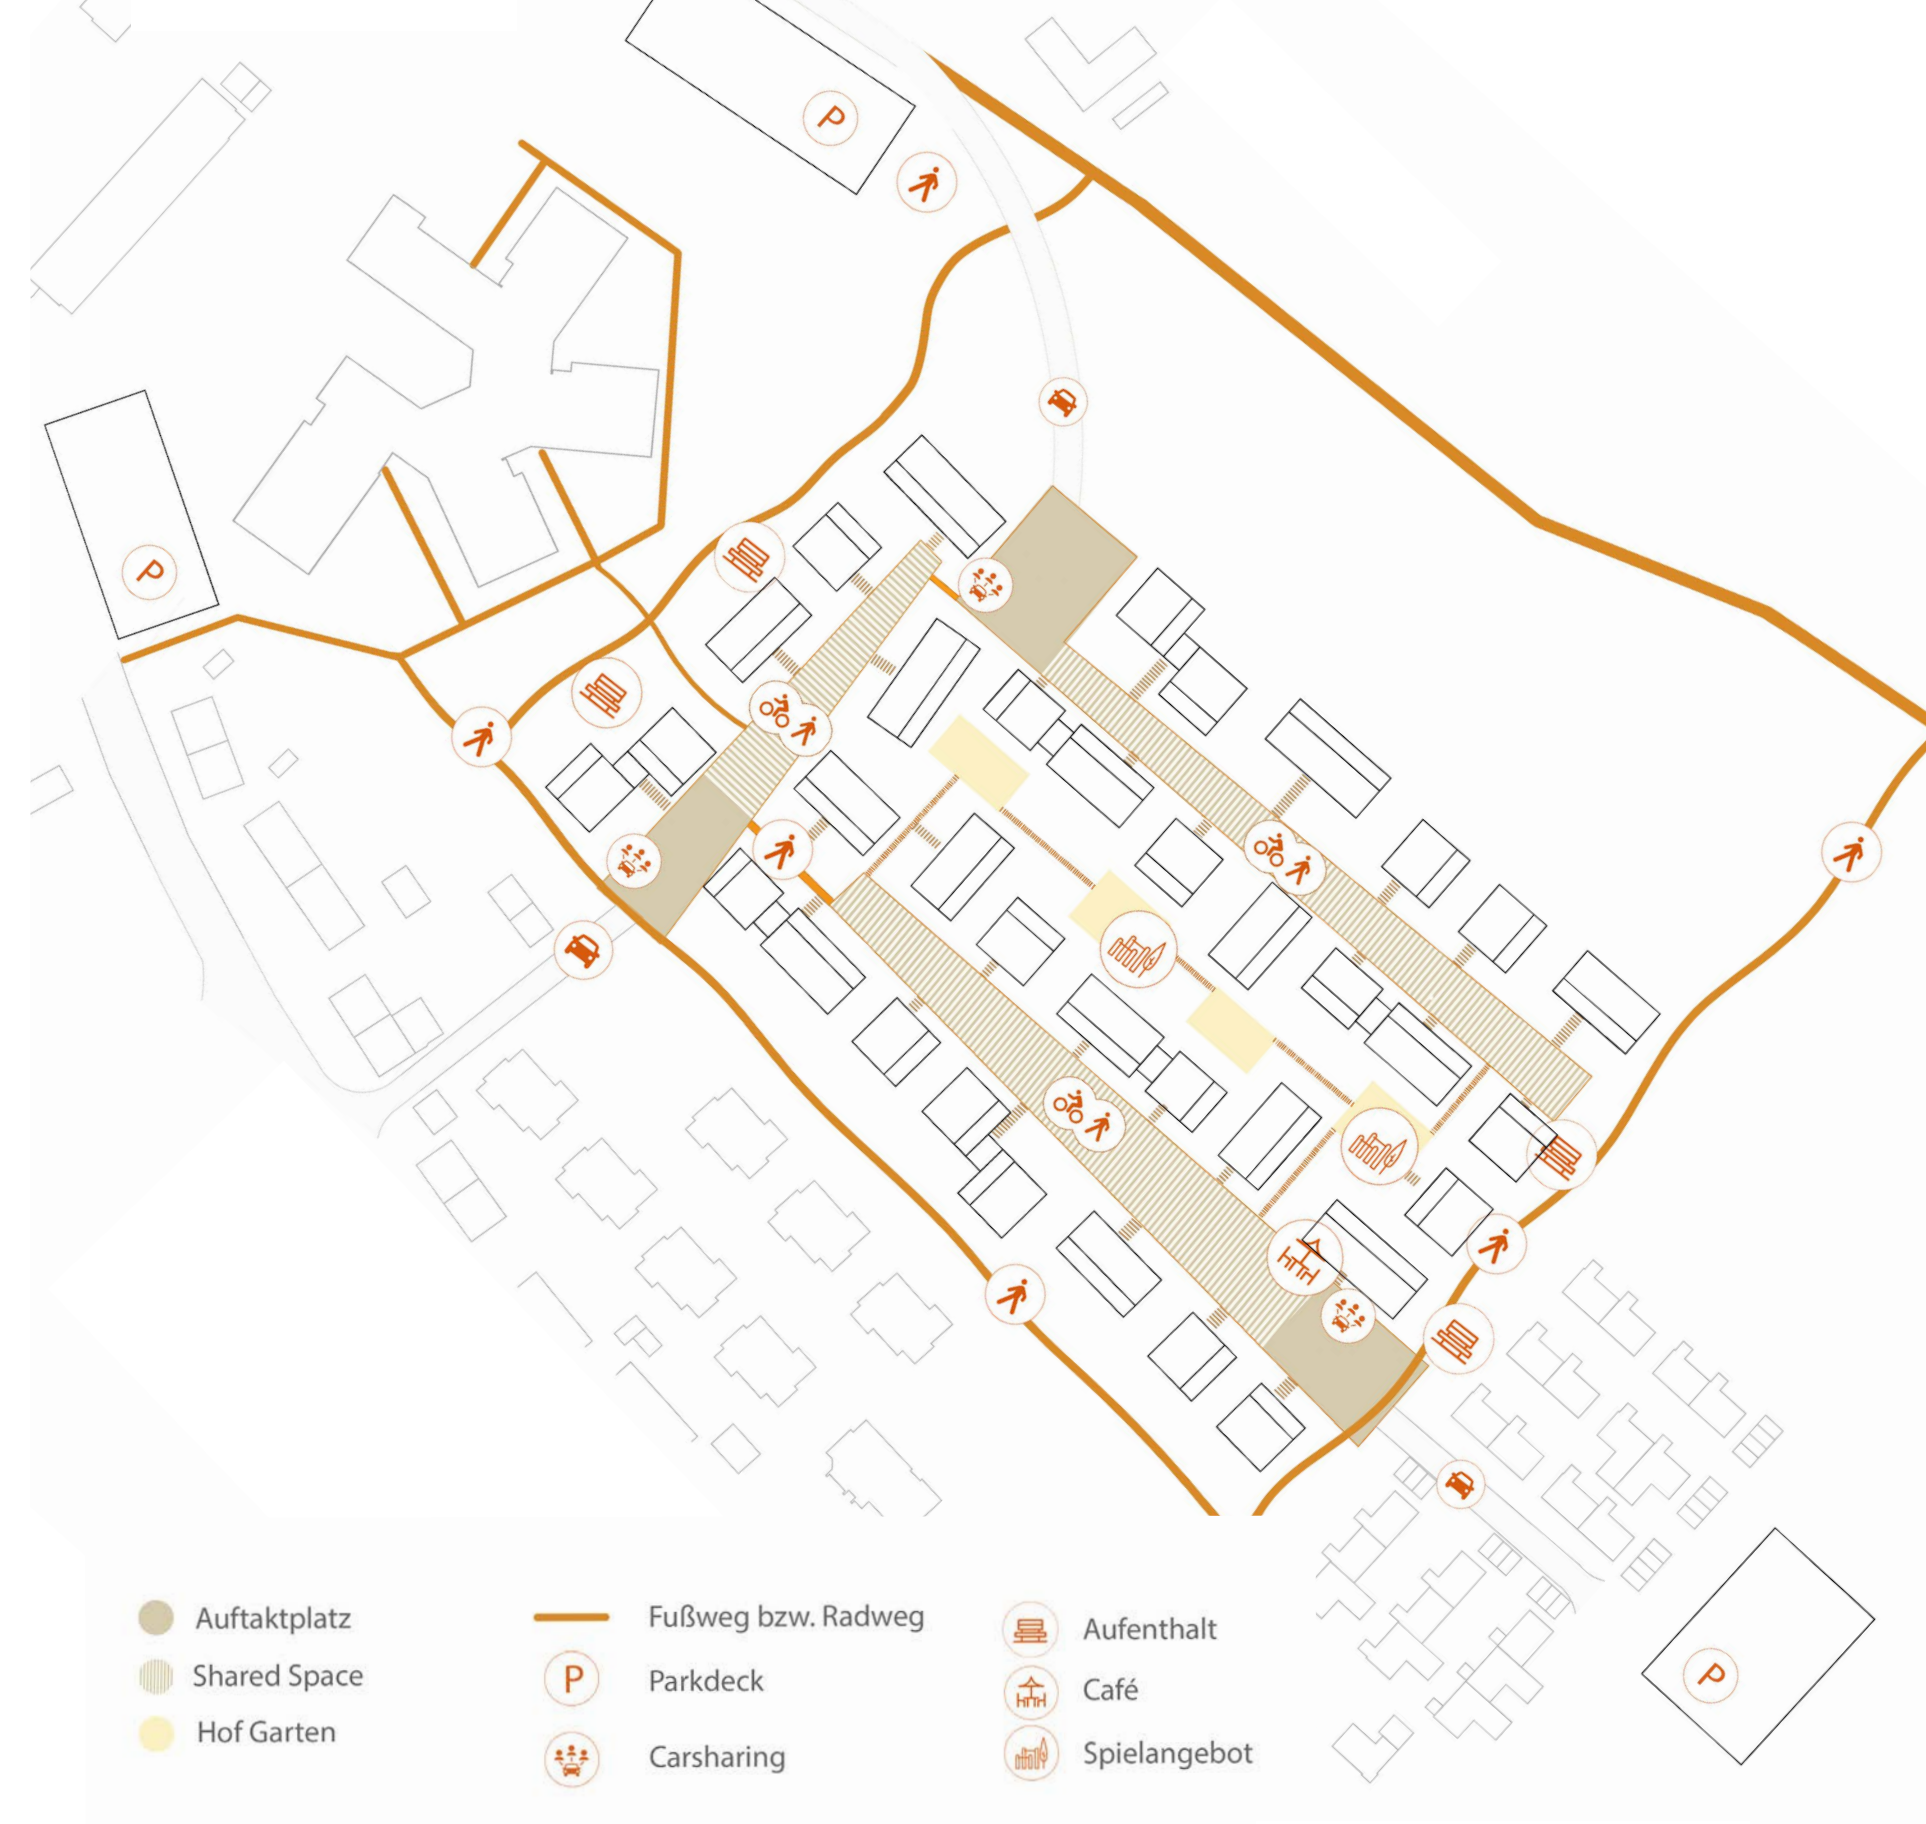 P
P
P
Auftaktplatz
Shared Space
Hof Garten
Fußweg bzw. Radweg
P
Parkdeck
Carsharing
Aufenthalt
Café
Spielangebot